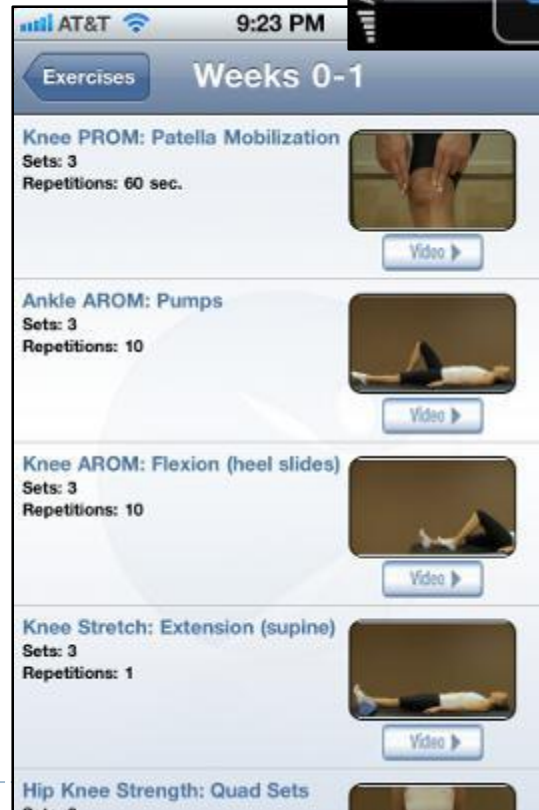 AT&T 9:23 PM
Exercises Weeks 0-1
Knee PROM: Patella Mobilization
Sets: 3
Repetitions: 60 sec.
Video
Ankle AROM: Pumps
Sets: 3
Repetitions: 10
Video
Knee AROM: Flexion (heel slides)
Sets: 3
Repetitions: 10
Video
Knee Stretch: Extension (supine)
Sets: 3
Repetitions: 1
Video
Hip Knee Strength: Quad Sets